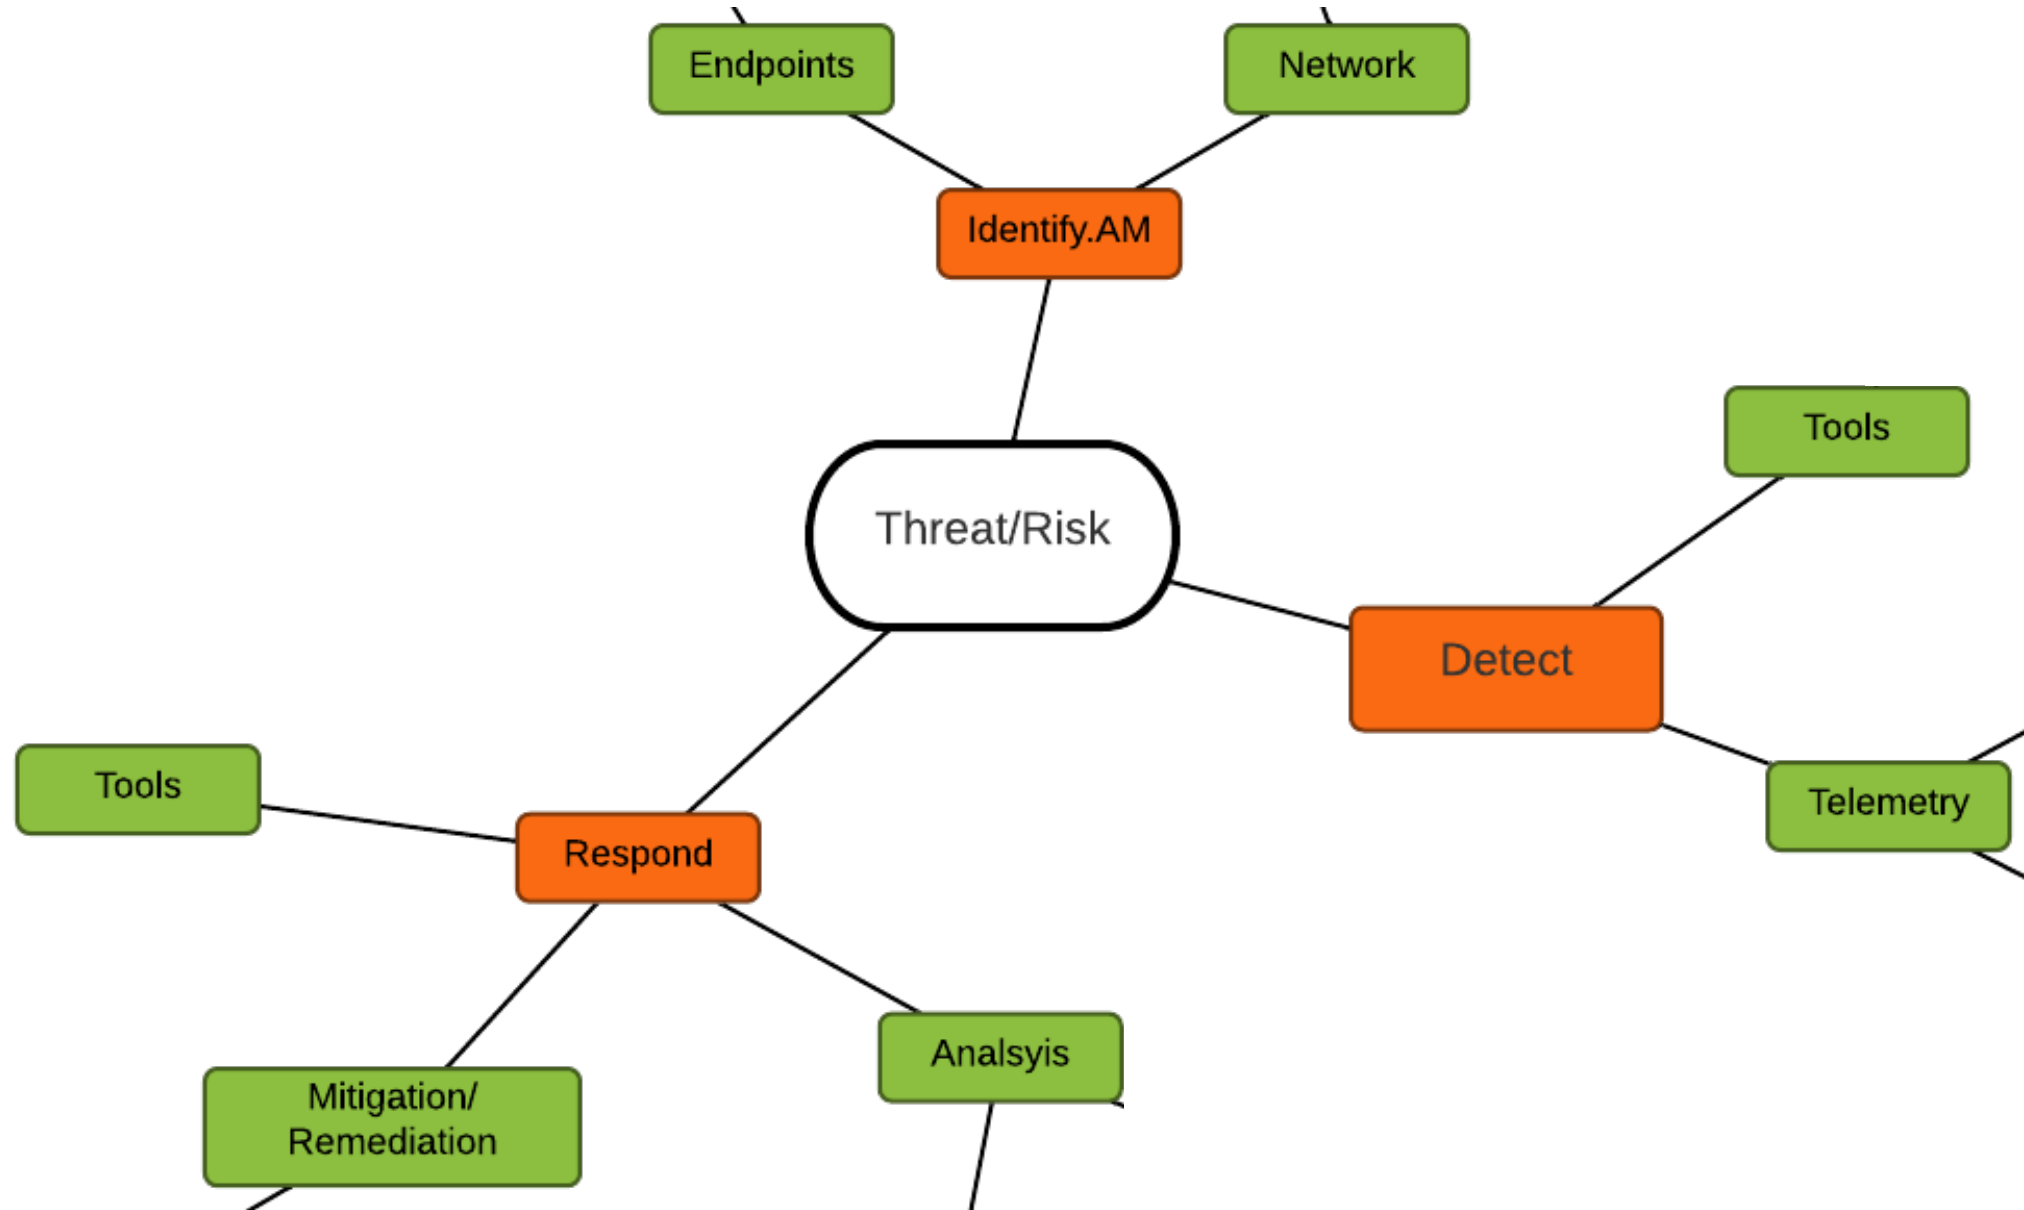 Endpoints
Network
Identify.AM
Tools
Threat/Risk
Detect
Tools
Telemetry
Respond
Analsyis
Mitigation/
Remediation